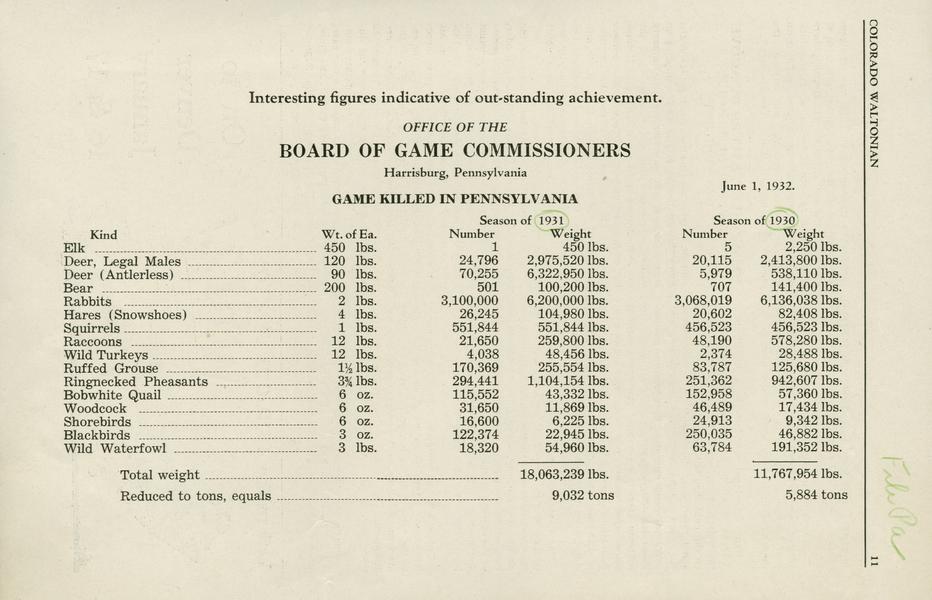 Interesting figures indicative of out-standing achievement.
OFFICE OF THE
BOARD OF GAME COMMISSIONERS
Harrisburg, Pennsylvania
June 1, 1932.
GAME KILLED IN PENNSYLVANIA
Season of 1931 Season of 1930
Kind Wt. of Ea. Number Weight Number Weight
Elk 450 lbs. 1 450 lbs. 5 2,250 lbs.
Deer, Legal Males 120 lbs. 24,796 2,975,520 lbs. 20,115 2,413,800 lbs.
Deer (Antlerless) 90 lbs. 70,255 6,322,950 lbs. 5,979 538,110 lbs.
Bear 200 lbs. 501 100,200 lbs. 707 141,400 lbs.
Rabbits 2 lbs. 3,100,000 6,200,000 lbs. 3,068,019 6,136,038 lbs.
Hares (Snowshoes) 4 lbs. 26,245 104,980 lbs. 20,602 82,408 lbs.
Squirrels 1 lbs. 551,844 551,844 lbs. 456,523 456,523 lbs.
Raccoons 12 lbs. 21,650 259,800 lbs. 48,190 578,280 lbs.
Wild Turkeys 12 lbs. 4,038 48,456 lbs. 2,374 28,488 lbs.
Ruffed Grouse 1½ lbs. 170,369 255,554 lbs. 83,787 125,680 lbs.
Ringnecked Pheasants 3¾ lbs. 294,441 1,104,154 lbs. 251,362 942,607 lbs.
Bobwhite Quail 6 oz. 115,552 43,332 lbs. 152,958 57,360 lbs.
Woodcock 6 oz. 31,650 11,869 lbs. 46,489 17,434 lbs.
Shorebirds 6 oz. 16,600 6,225 lbs. 24,913 9,342 lbs.
Blackbirds 3 oz. 122,374 22,945 lbs. 250,035 46,882 lbs.
Wild Waterfowl 3 lbs. 18,320 54,960 lbs. 63,784 191,352 lbs.
Total weight 18,063,239 lbs. 11,767,954 lbs.
Reduced to tons, equals 9,032 tons 5,884 tons
COLORADO WALTONIAN
11
File Pa